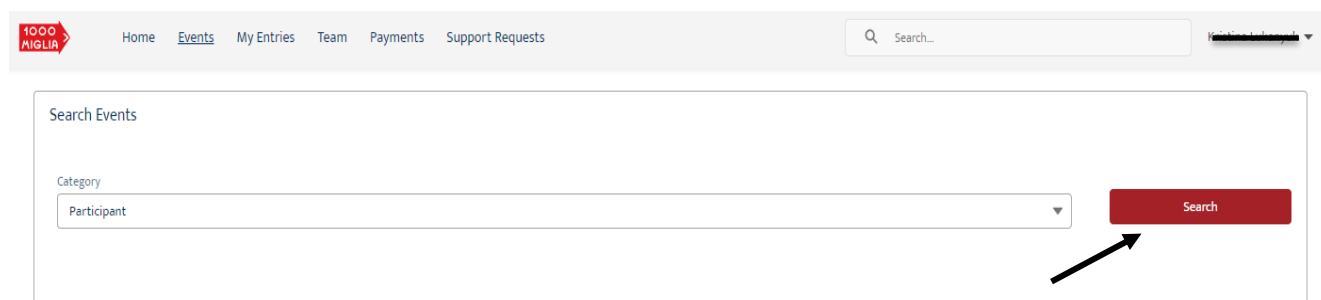 1000
MIGLIA
Home Events My Entries Team Payments Support Requests
Search...
Search Events
Category
Participant
Search